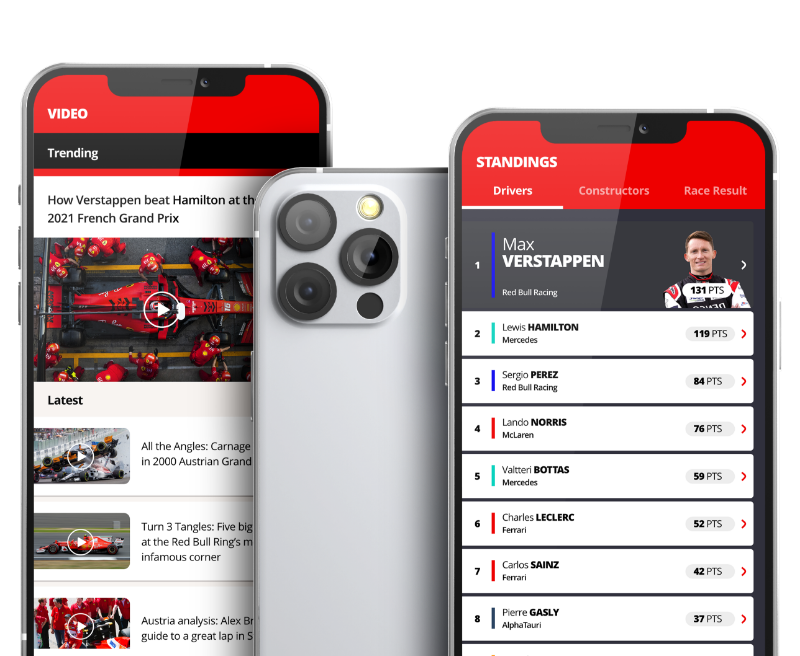 VIDEO
Trending
How Verstappen beat Hamilton at th
2021 French Grand Prix
Latest
All the Angles: Carnage
in 2000 Austrian Grand
Turn 3 Tangles: Five big
at the Red Bull Ring's m
infamous corner
Austria analysis: Alex Br
guide to a great lap in S
STANDINGS
Drivers Constructors Race Result
1 Max
VERSTAPPEN
Red Bull Racing
131 PTS
2 Lewis HAMILTON 119 PTS
Mercedes
3 Sergio PEREZ 84 PTS
Red Bull Racing
4 Lando NORRIS 76 PTS
McLaren
5 Valtteri BOTTAS 59 PTS
Mercedes
6 Charles LECLERC 52 PTS
Ferrari
7 Carlos SAINZ 42 PTS
Ferrari
8 Pierre GASLY 37 PTS
AlphaTauri